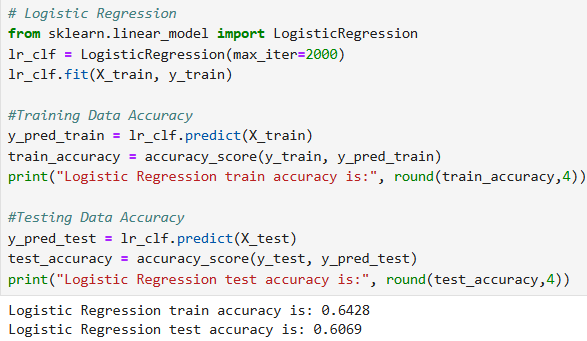 # Logistic Regression
from sklearn.linear_model import LogisticRegression
lr_clf = LogisticRegression(max_iter=2000)
lr_clf.fit(X_train, y_train)

#Training Data Accuracy
y_pred_train = lr_clf.predict(X_train)
train_accuracy = accuracy_score(y_train, y_pred_train)
print("Logistic Regression train accuracy is:", round(train_accuracy,4))

#Testing Data Accuracy
y_pred_test = lr_clf.predict(X_test)
test_accuracy = accuracy_score(y_test, y_pred_test)
print("Logistic Regression test accuracy is:", round(test_accuracy,4))
Logistic Regression train accuracy is: 0.6428
Logistic Regression test accuracy is: 0.6069